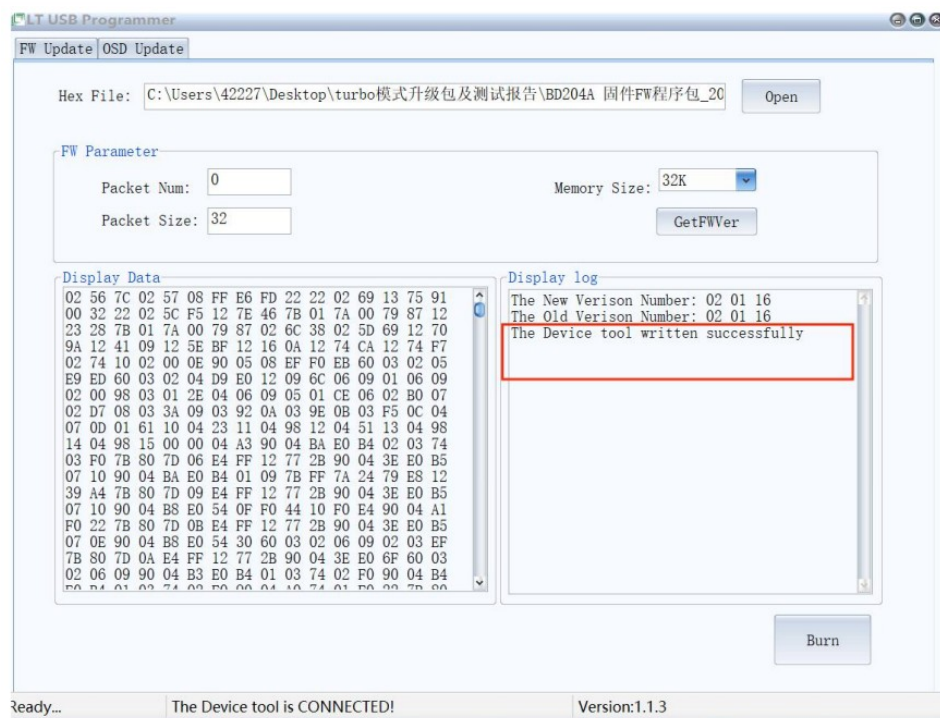 LT USB Programmer
FW Update OSD Update
Hex File: C:\Users\42227\Desktop\turbo模式升级包及测试报告\BD204A 固件FW程序包_20 Open
FW Parameter
Packet Num: 0 Memory Size: 32K
Packet Size: 32 GetFWVer
Display Data
02 56 7C 02 57 08 FF E6 FD 22 22 02 69 13 75 91
00 32 22 02 5C F5 12 7E 46 7B 01 7A 00 79 87 12
23 28 7B 01 7A 00 79 87 02 6C 38 02 5D 69 12 70
9A 12 41 09 12 5E BF 12 16 0A 12 74 CA 12 74 F7
02 74 10 02 00 0E 90 05 08 EF F0 EB 60 03 02 05
E9 ED 60 03 02 04 D9 E0 12 09 6C 06 09 01 06 09
02 00 98 03 01 2E 04 06 09 05 01 CE 06 02 B0 07
02 D7 08 03 3A 09 03 92 0A 03 9E 0B 03 F5 0C 04
07 0D 01 61 10 04 23 11 04 98 12 04 51 13 04 98
14 04 98 15 00 00 04 A3 90 04 BA E0 B4 02 03 74
03 F0 7B 80 7D 06 E4 FF 12 77 2B 90 04 3E E0 B5
07 10 90 04 BA E0 B4 01 09 7B FF 7A 24 79 E8 12
39 A4 7B 80 7D 09 E4 FF 12 77 2B 90 04 3E E0 B5
07 10 90 04 B8 E0 54 0F F0 44 10 F0 E4 90 04 A1
F0 22 7B 80 7D 0B E4 FF 12 77 2B 90 04 3E E0 B5
07 0E 90 04 B8 E0 54 30 60 03 02 06 09 02 03 EF
7B 80 7D 0A E4 FF 12 77 2B 90 04 3E E0 6F 60 03
02 06 09 90 04 B3 E0 B4 01 03 74 02 F0 90 04 B4
Display log
The New Verison Number: 02 01 16
The Old Verison Number: 02 01 16
The Device tool written successfully
Burn
Ready... The Device tool is CONNECTED! Version:1.1.3